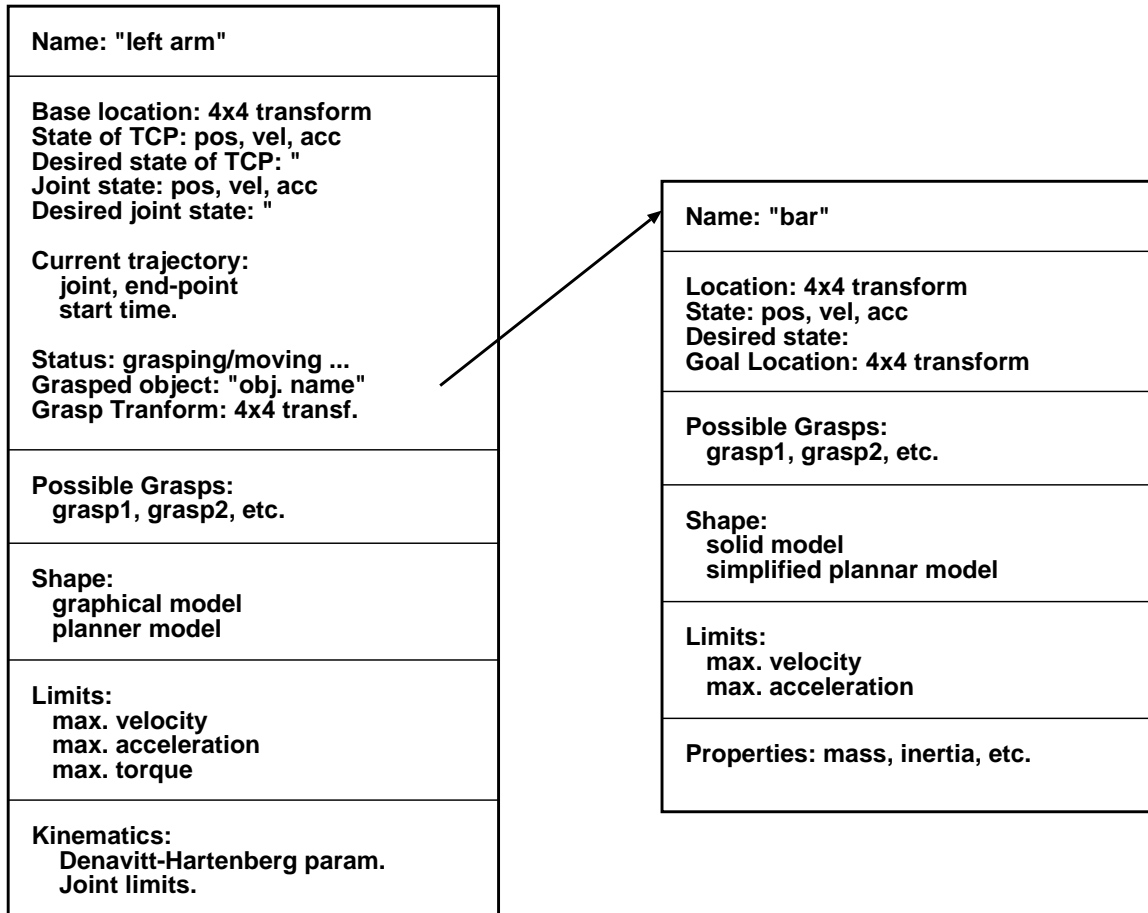 Name: "left arm"
Base location: 4x4 transform
State of TCP: pos, vel, acc
Desired state of TCP: "
Joint state: pos, vel, acc
Desired joint state: "
Current trajectory:
joint, end-point
start time.
Status: grasping/moving ...
Grasped object: "obj. name"
Grasp Tranform: 4x4 transf.
Possible Grasps:
grasp1, grasp2, etc.
Shape:
graphical model
planner model
Limits:
max. velocity
max. acceleration
max. torque
Kinematics:
Denavitt-Hartenberg param.
Joint limits.
Name: "bar"
Location: 4x4 transform
State: pos, vel, acc
Desired state:
Goal Location: 4x4 transform
Possible Grasps:
grasp1, grasp2, etc.
Shape:
solid model
simplified plannar model
Limits:
max. velocity
max. acceleration
Properties: mass, inertia, etc.